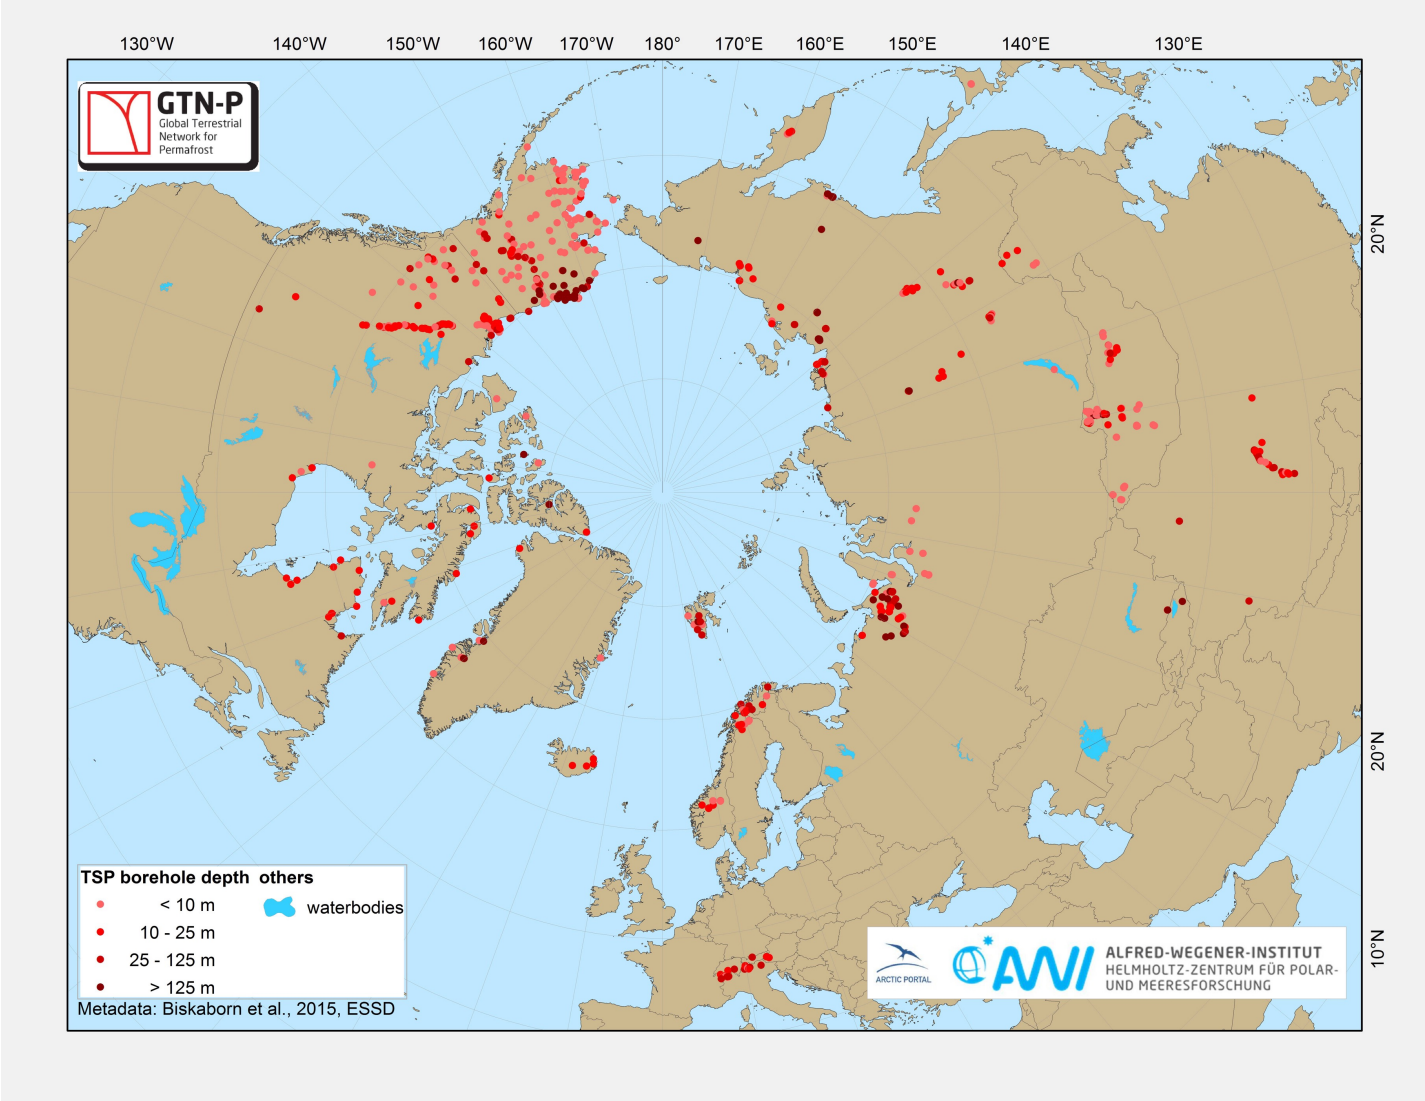 130°W 140°W 150°W 160°W 170°W 180° 170°E 160°E 150°E 140°E 130°E
GTN-P
Global Terrestrial
Network for
Permafrost
20°N
20°N
10°N
TSP borehole depth others
< 10 m waterbodies
10 - 25 m
25 - 125 m
> 125 m
Metadata: Biskaborn et al., 2015, ESSD
ARCTIC PORTAL
AWI
ALFRED-WEGENER-INSTITUT
HELMHOLTZ-ZENTRUM FÜR POLAR-
UND MEERESFORSCHUNG